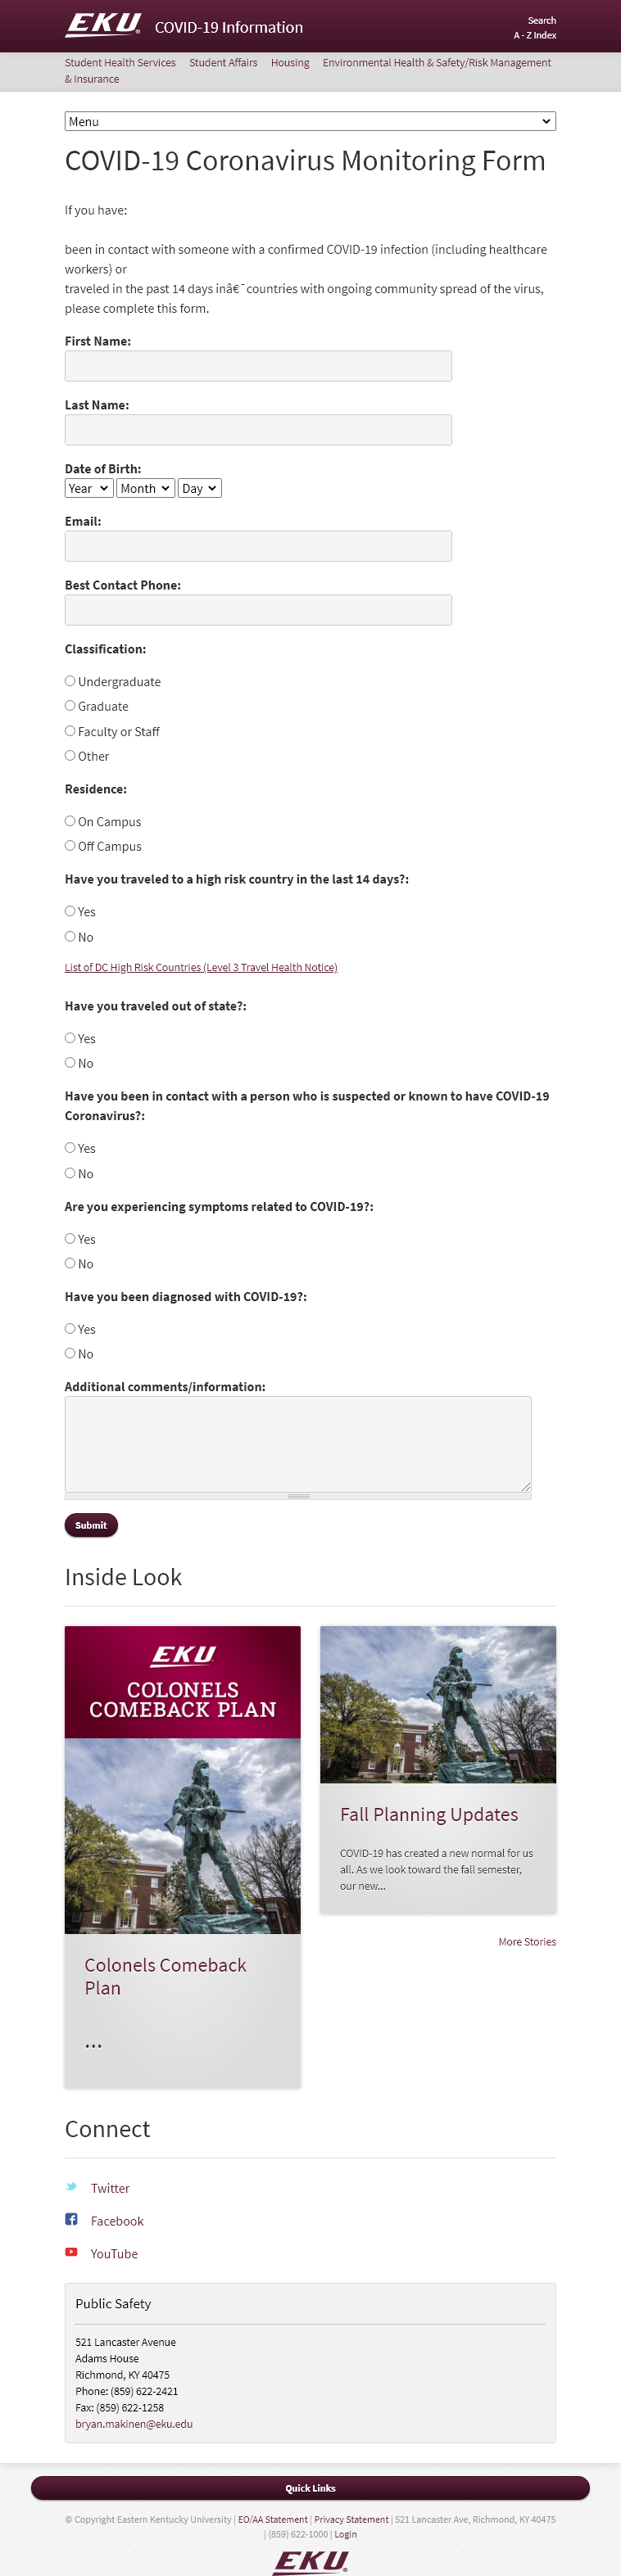 EKU COVID-19 Information
Search
A - Z Index
Student Health Services Student Affairs Housing Environmental Health & Safety/Risk Management
& Insurance
Menu
COVID-19 Coronavirus Monitoring Form
If you have:
been in contact with someone with a confirmed COVID-19 infection (including healthcare
workers) or
traveled in the past 14 days inâ€¯countries with ongoing community spread of the virus,
please complete this form.
First Name:
Last Name:
Date of Birth:
Year Month Day
Email:
Best Contact Phone:
Classification:
Undergraduate
Graduate
Faculty or Staff
Other
Residence:
On Campus
Off Campus
Have you traveled to a high risk country in the last 14 days?:
Yes
No
List of DC High Risk Countries (Level 3 Travel Health Notice)
Have you traveled out of state?:
Yes
No
Have you been in contact with a person who is suspected or known to have COVID-19
Coronavirus?:
Yes
No
Are you experiencing symptoms related to COVID-19?:
Yes
No
Have you been diagnosed with COVID-19?:
Yes
No
Additional comments/information:
Submit
Inside Look
EKU
COLONELS
COMEBACK PLAN
Colonels Comeback
Plan
...
Fall Planning Updates
COVID-19 has created a new normal for us
all. As we look toward the fall semester,
our new...
More Stories
Connect
Twitter
Facebook
YouTube
Public Safety
521 Lancaster Avenue
Adams House
Richmond, KY 40475
Phone: (859) 622-2421
Fax: (859) 622-1258
bryan.makinen@eku.edu
Quick Links
© Copyright Eastern Kentucky University | EO/AA Statement | Privacy Statement | 521 Lancaster Ave, Richmond, KY 40475
| (859) 622-1000 | Login
EKU